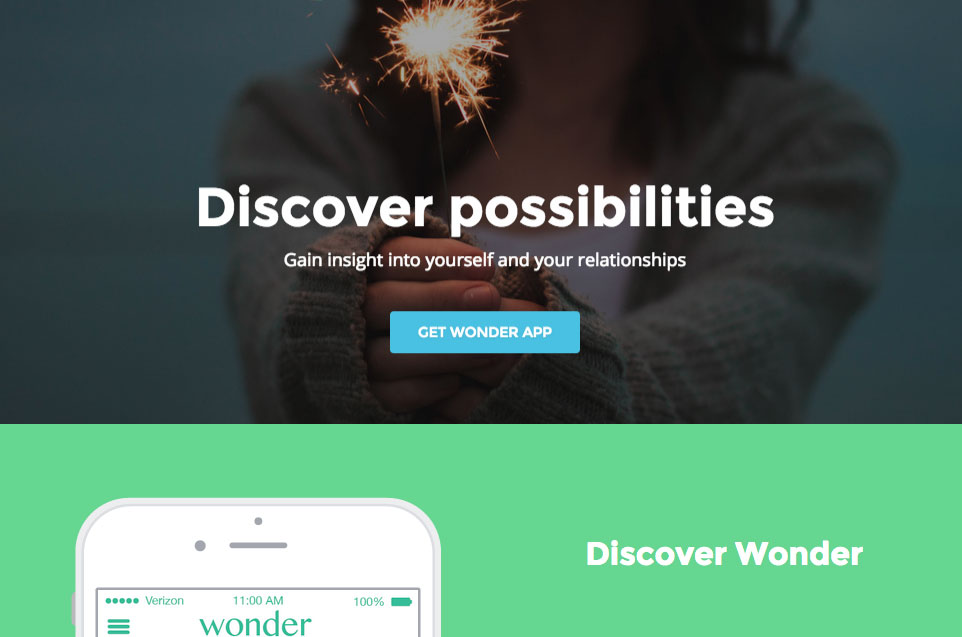 Discover possibilities
Gain insight into yourself and your relationships
GET WONDER APP
Discover Wonder
Verizon 11:00 AM 100%
wonder